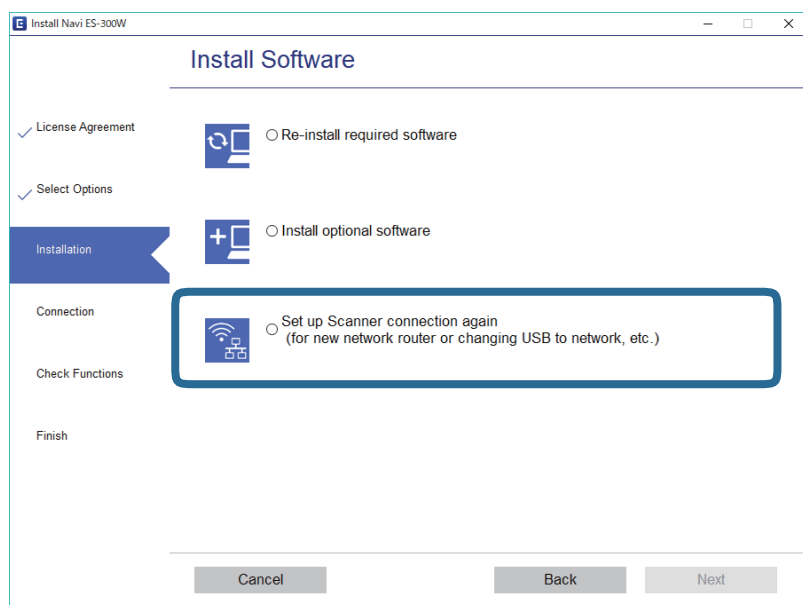 E Install Navi ES-300W
Install Software
License Agreement
Select Options
Installation
Connection
Check Functions
Finish
Re-install required software
Install optional software
Set up Scanner connection again
(for new network router or changing USB to network, etc.)
Cancel
Back
Next